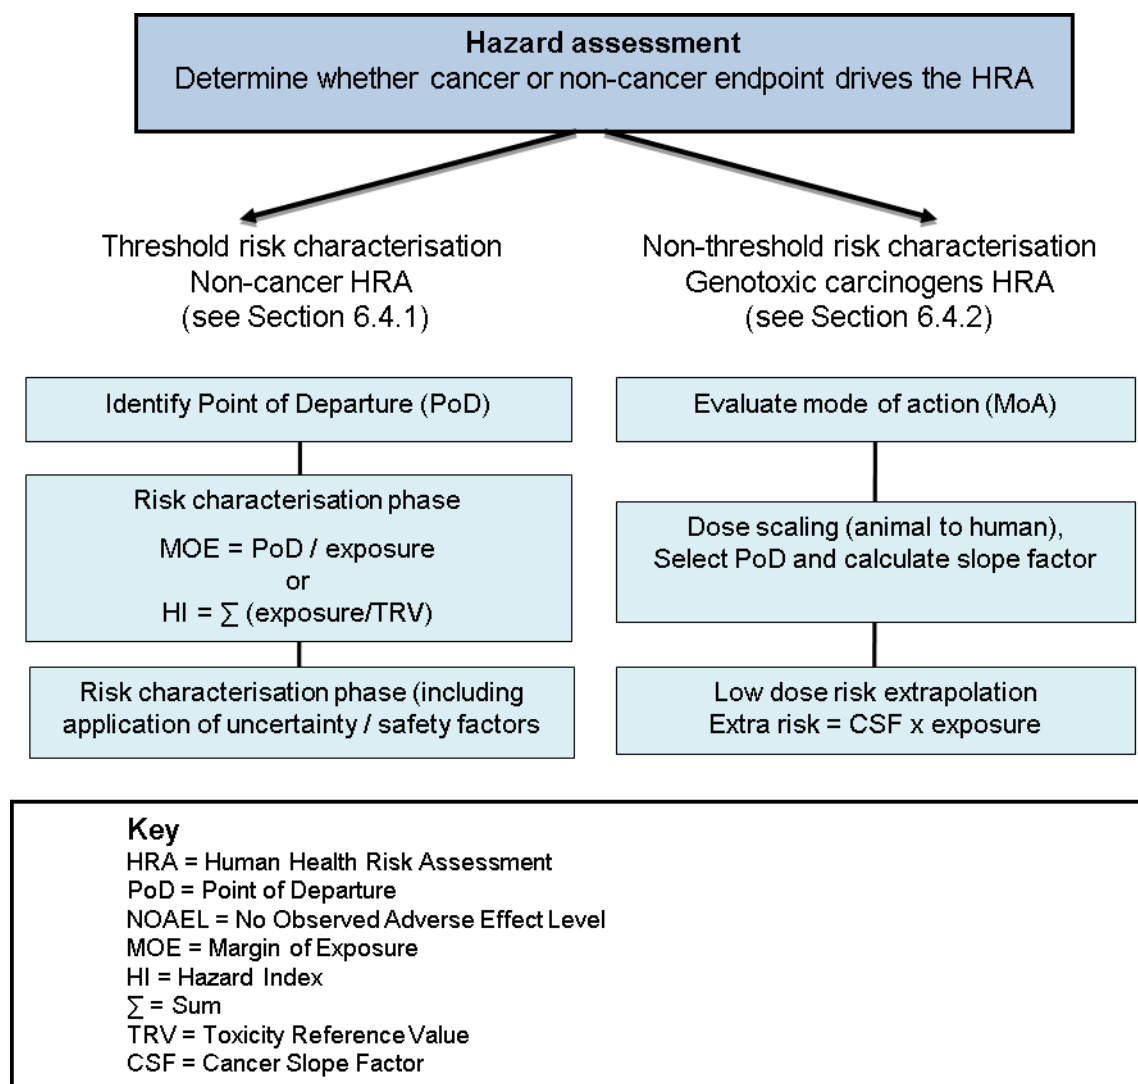 Hazard assessment
Determine whether cancer or non-cancer endpoint drives the HRA
Threshold risk characterisation
Non-cancer HRA
(see Section 6.4.1)
Non-threshold risk characterisation
Genotoxic carcinogens HRA
(see Section 6.4.2)
Identify Point of Departure (PoD)
Risk characterisation phase
MOE = PoD / exposure
or
HI = ∑ (exposure/TRV)
Risk characterisation phase (including
application of uncertainty / safety factors
Evaluate mode of action (MoA)
Dose scaling (animal to human),
Select PoD and calculate slope factor
Low dose risk extrapolation
Extra risk = CSF x exposure
Key
HRA = Human Health Risk Assessment
PoD = Point of Departure
NOAEL = No Observed Adverse Effect Level
MOE = Margin of Exposure
HI = Hazard Index
∑ = Sum
TRV = Toxicity Reference Value
CSF = Cancer Slope Factor